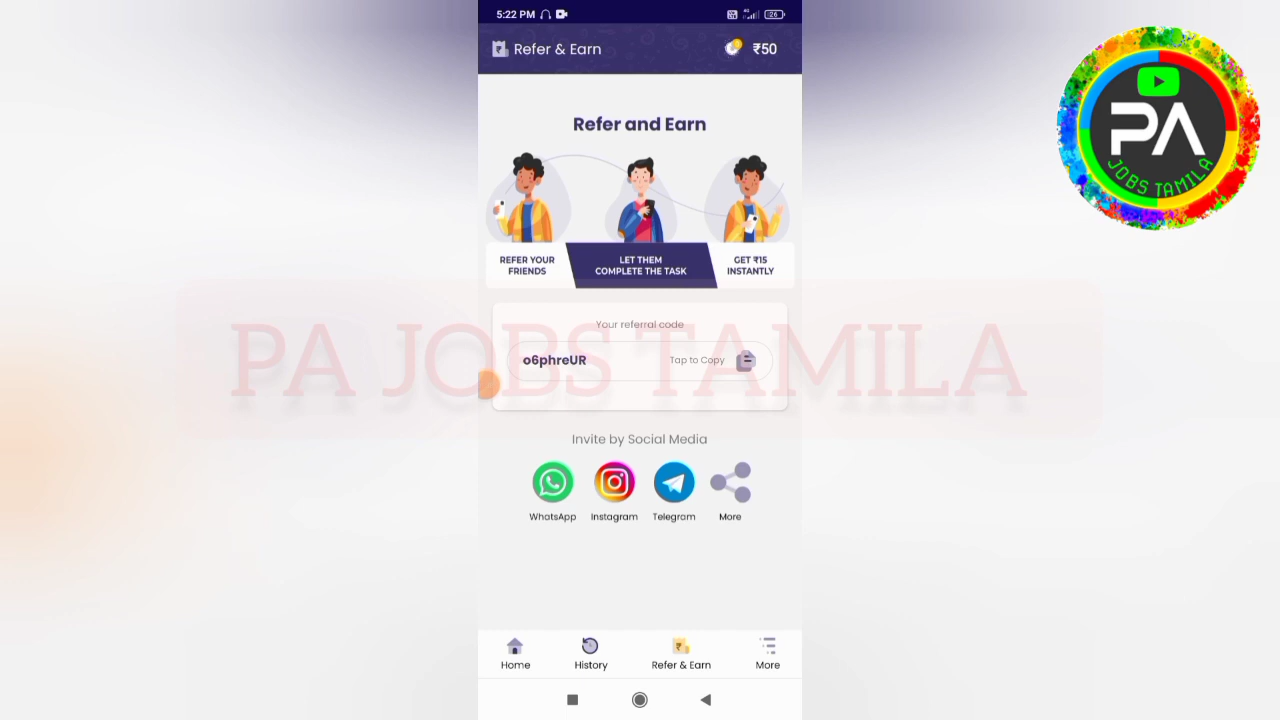 5:22 PM
26
Refer & Earn
₹50
PA
JOBS TAMILA
Refer and Earn
REFER YOUR
FRIENDS
LET THEM
COMPLETE THE TASK
GET ₹15
INSTANTLY
Your referral code
o6phreUR
Tap to Copy
PA JOBS TAMILA
Invite by Social Media
WhatsApp
Instagram
Telegram
More
Home
History
Refer & Earn
More